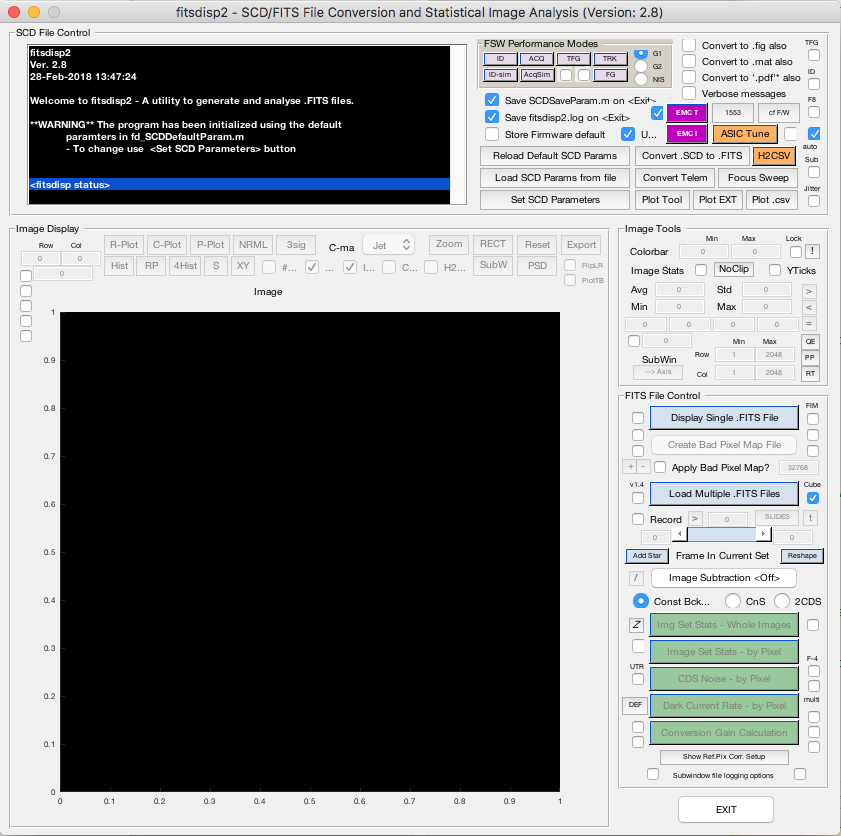 fitsdisp2 - SCD/FITS File Conversion and Statistical Image Analysis (Version: 2.8)
SCD File Control
fitsdisp2
Ver. 2.8
28-Feb-2018 13:47:24
Welcome to fitsdisp2 - A utility to generate and analyse .FITS files.
**WARNING** The program has been initialized using the default
paramters in fd_SCDDefaultParam.m
- To change use <Set SCD Parameters> button
<fitsdisp status>
FSW Performance Modes
ID ACQ TFG TRK G1
G2
ID-sim AcqSim FG NIS
Convert to .fig also TFG
Convert to .mat also
Convert to '.pdf'* also ID
Verbose messages
F8
Save SCDSaveParam.m on <Exit>
Save fitsdisp2.log on <Exit> EMC T 1553 cf F/W
Store Firmware default U... EMC I ASIC Tune
auto
Reload Default SCD Params Convert .SCD to .FITS H2CSV
Sub
Load SCD Params from file Convert Telem Focus Sweep
Jitter
Set SCD Parameters Plot Tool Plot EXT Plot .csv
Image Display
Row Col
0 0
0
R-Plot C-Plot P-Plot NRML 3sig C-ma Jet Zoom RECT Reset Export
Hist RP 4Hist S XY #... ... I... C... H2... SubW PSD FlipLR
PlotTB
Image
1
0.9
0.8
0.7
0.6
0.5
0.4
0.3
0.2
0.1
0
0 0.1 0.2 0.3 0.4 0.5 0.6 0.7 0.8 0.9 1
Image Tools
Min Max Lock
Colorbar 0 0 !
Image Stats NoClip YTicks
Avg 0 Std 0 >
Min 0 Max 0 <
0 0 0 0 =
0 Min Max QE
SubWin Row 1 2048 PP
--> Axis Col 1 2048 RT
FITS File Control
FIM
Display Single .FITS File
Create Bad Pixel Map File
+ - Apply Bad Pixel Map? 32768
v1.4 Load Multiple .FITS Files Cube
Record > 0 SLIDES t
0 0
Add Star Frame In Current Set Reshape
/ Image Subtraction <Off>
Const Bck... CnS 2CDS
Z Img Set Stats - Whole Images
Image Set Stats - by Pixel
F-4
UTR CDS Noise - by Pixel
DEF Dark Current Rate - by Pixel multi
Conversion Gain Calculation
Show Ref.Pix Corr. Setup
Subwindow file logging options
EXIT